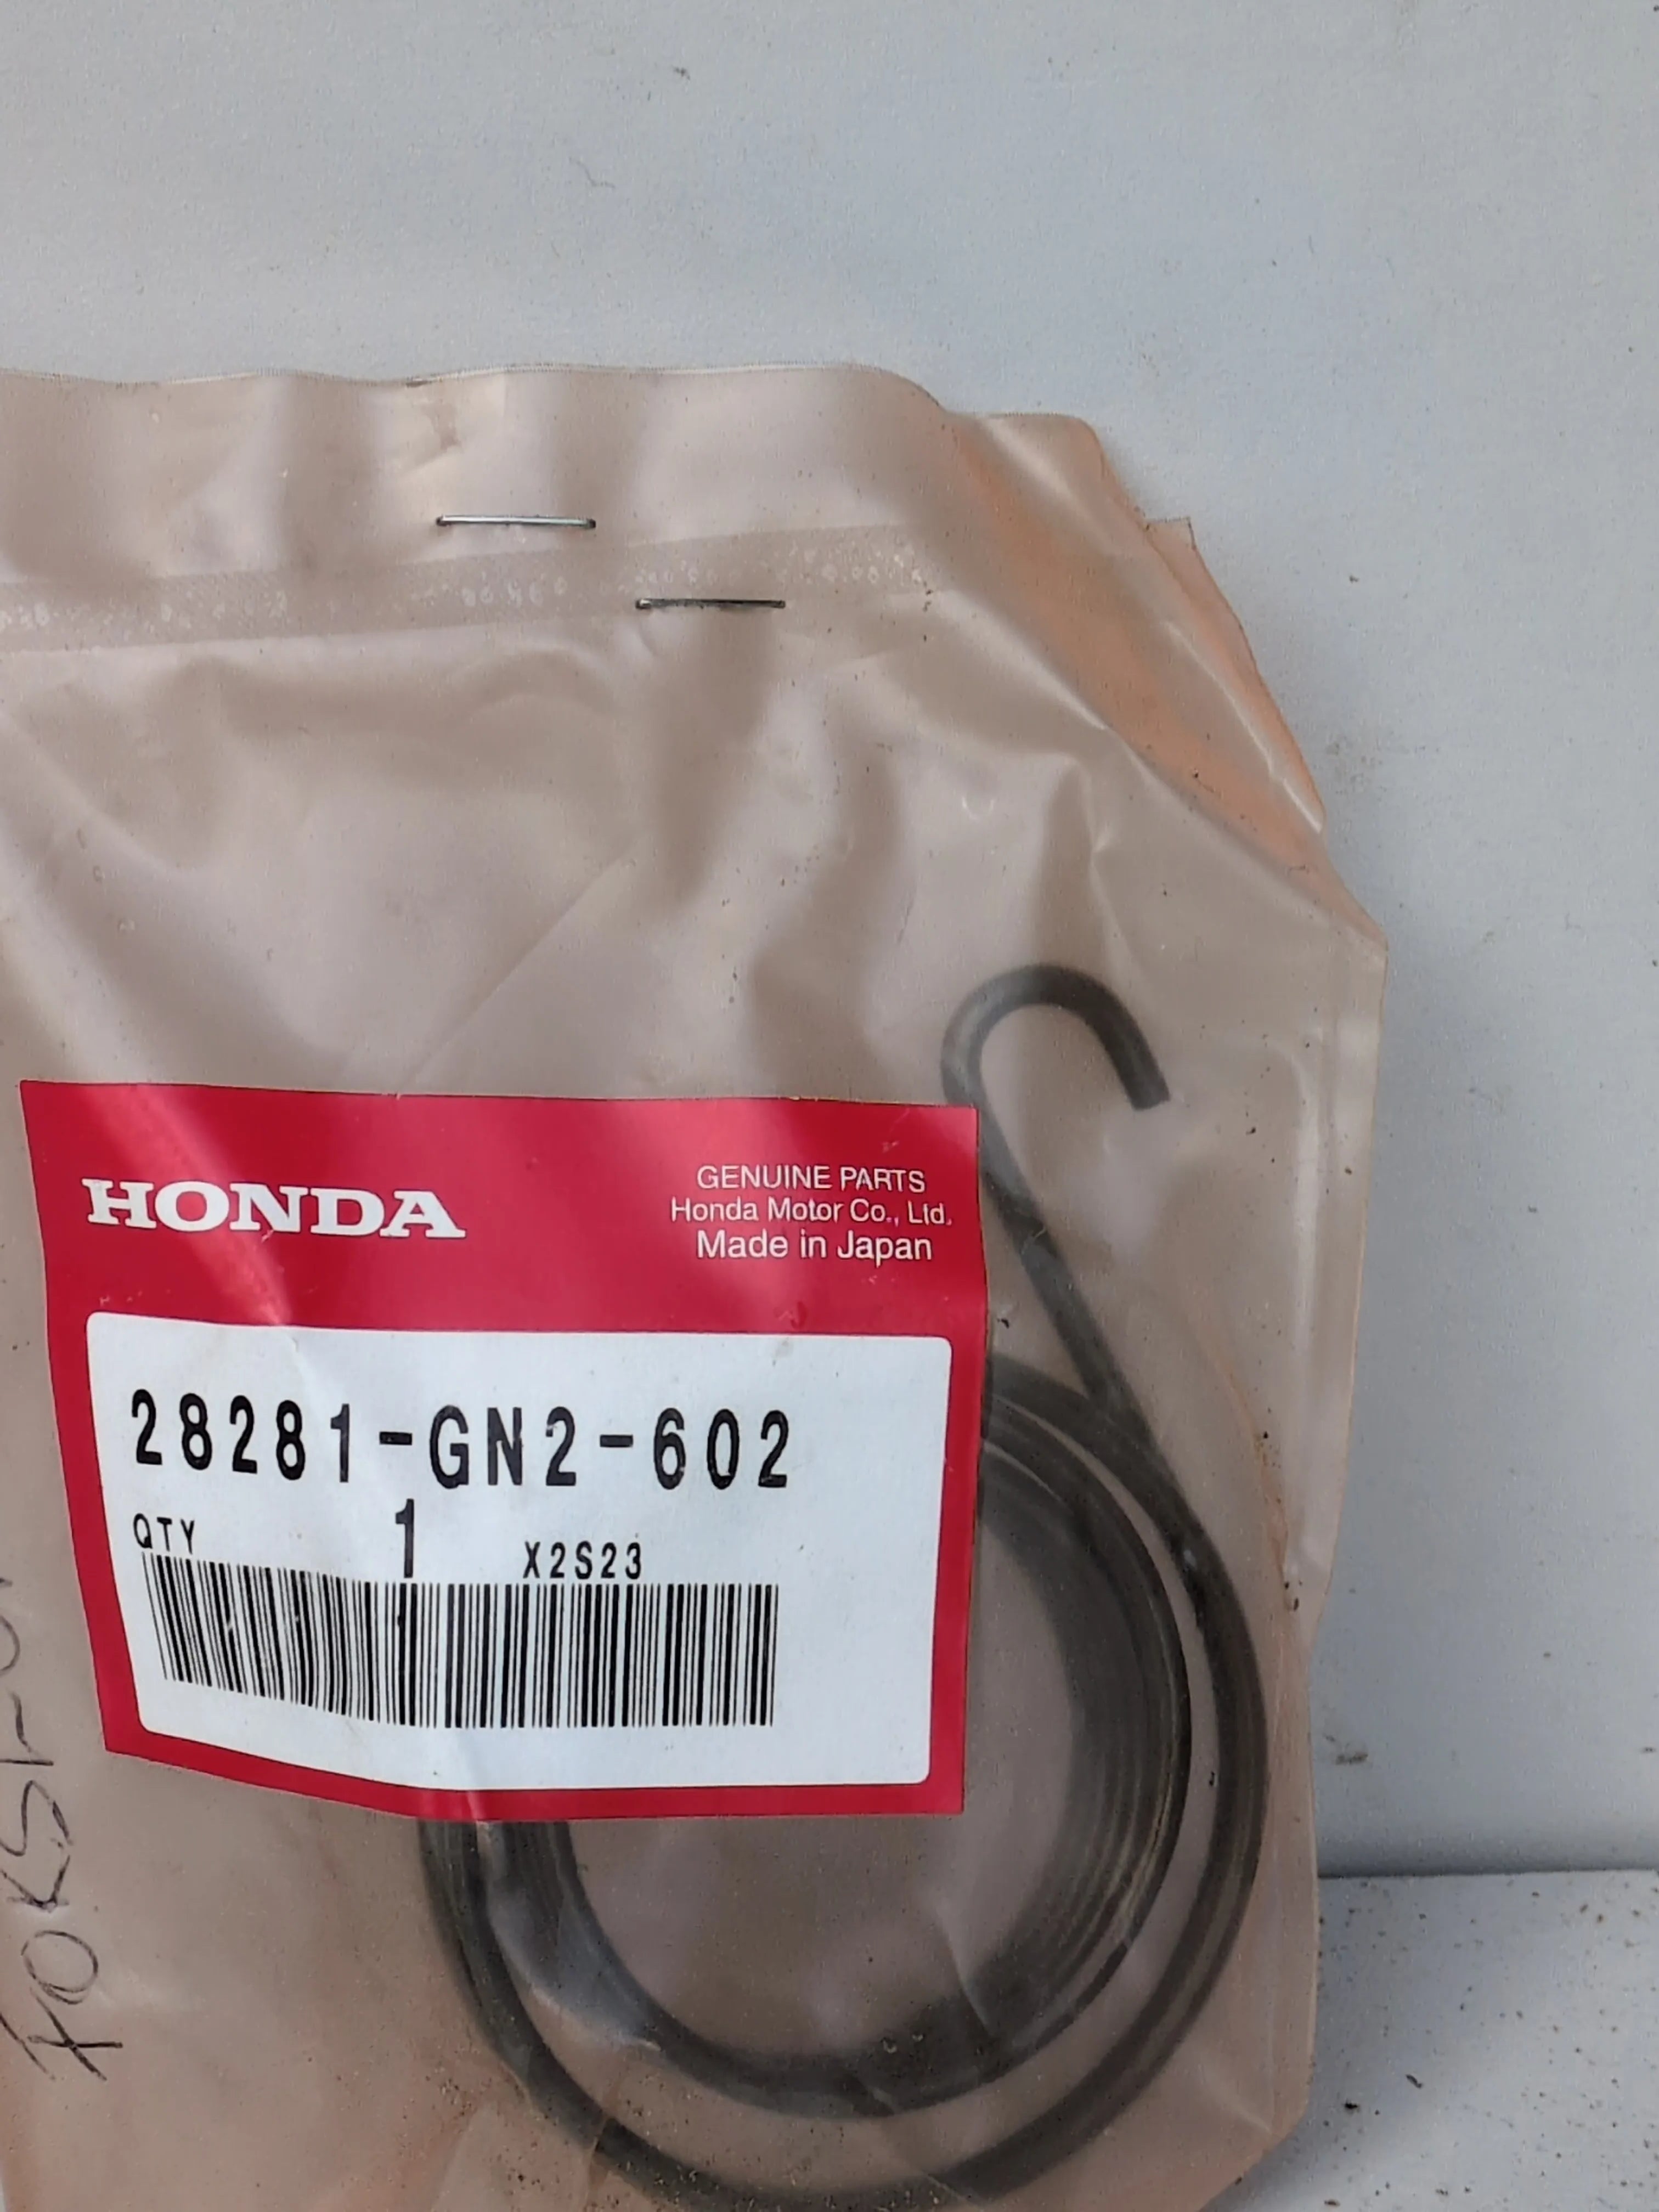 HONDA
GENUINE PARTS
Honda Motor Co., Ltd.
Made in Japan
28281-GN2-602
QTY 1 X2S23